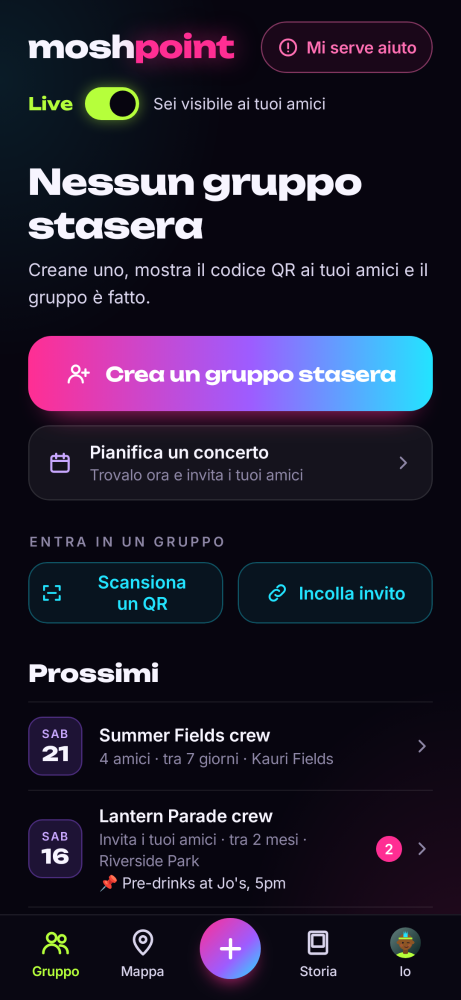 moshpoint
Mi serve aiuto
Live
Sei visibile ai tuoi amici
Nessun gruppo
stasera
Creane uno, mostra il codice QR ai tuoi amici e il
gruppo è fatto.
Crea un gruppo stasera
Pianifica un concerto
Trovalo ora e invita i tuoi amici
ENTRA IN UN GRUPPO
Scansiona
un QR
Incolla invito
Prossimi
SAB
21
Summer Fields crew
4 amici · tra 7 giorni · Kauri Fields
SAB
16
Lantern Parade crew
Invita i tuoi amici · tra 2 mesi ·
Riverside Park
📌 Pre-drinks at Jo's, 5pm
2
Gruppo
Mappa
Storia
Io